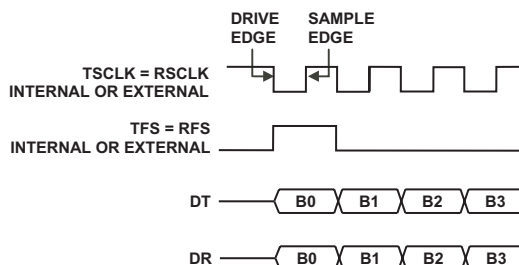 DRIVE EDGE
SAMPLE EDGE
TSCLK = RSCLK
INTERNAL OR EXTERNAL
TFS = RFS
INTERNAL OR EXTERNAL
DT B0 B1 B2 B3
DR B0 B1 B2 B3